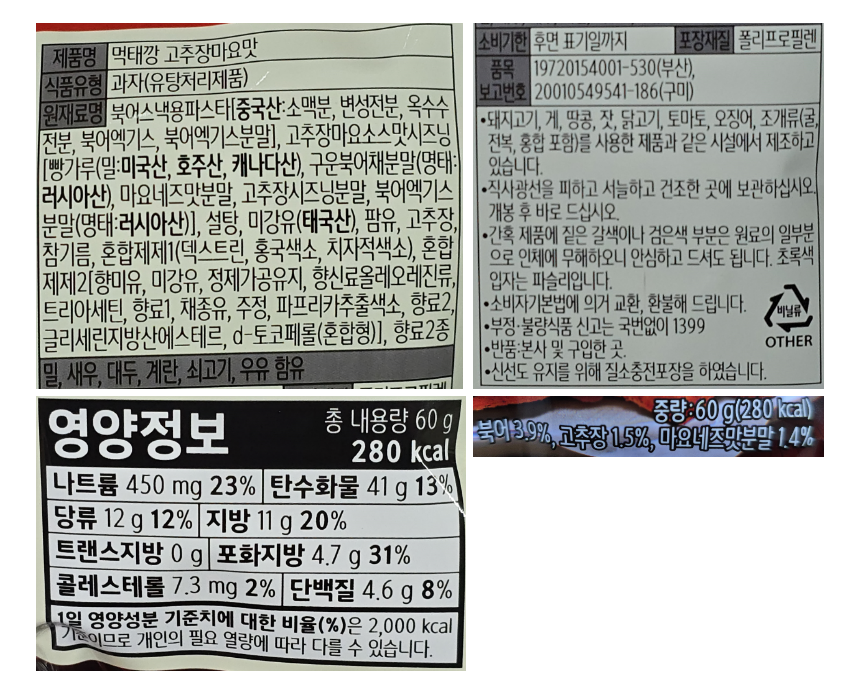 제품명 먹태깡 고추장마요맛
식품유형 과자(유탕처리제품)
원재료명 북어스낵용파스타[중국산:소맥분, 변성전분, 옥수수
전분, 북어엑기스, 북어엑기스분말], 고추장마요소스맛시즈닝
[빵가루(밀:미국산, 호주산, 캐나다산), 구운북어채분말(명태:
러시아산), 마요네즈맛분말, 고추장시즈닝분말, 북어엑기스
분말(명태:러시아산)], 설탕, 미강유(태국산), 팜유, 고추장,
참기름, 혼합제제1(덱스트린, 홍국색소, 치자적색소), 혼합
제제2[향미유, 미강유, 정제가공유지, 향신료올레오레진류,
트리아세틴, 향료1, 채종유, 주정, 파프리카추출색소, 향료2,
글리세린지방산에스테르, d-토코페롤(혼합형)], 향료2종
밀, 새우, 대두, 계란, 쇠고기, 우유 함유
소비기한 후면 표기일까지 포장재질 폴리프로필렌
품목 19720154001-530(부산),
보고번호 20010549541-186(구미)
•돼지고기, 게, 땅콩, 잣, 닭고기, 토마토, 오징어, 조개류(굴,
전복, 홍합 포함)를 사용한 제품과 같은 시설에서 제조하고
있습니다.
•직사광선을 피하고 서늘하고 건조한 곳에 보관하십시오.
개봉 후 바로 드십시오.
•간혹 제품에 짙은 갈색이나 검은색 부분은 원료의 일부분
으로 인체에 무해하오니 안심하고 드셔도 됩니다. 초록색
입자는 파슬리입니다.
•소비자기본법에 의거 교환, 환불해 드립니다.
•부정·불량식품 신고는 국번없이 1399
•반품:본사 및 구입한 곳.
•신선도 유지를 위해 질소충전포장을 하였습니다.
비닐류
OTHER
영양정보 총 내용량 60 g
280 kcal
나트륨 450 mg 23% 탄수화물 41 g 13%
당류 12 g 12% 지방 11 g 20%
트랜스지방 0 g 포화지방 4.7 g 31%
콜레스테롤 7.3 mg 2% 단백질 4.6 g 8%
1일 영양성분 기준치에 대한 비율(%)은 2,000 kcal
기준이므로 개인의 필요 열량에 따라 다를 수 있습니다.
중량:60 g(280 kcal)
북어 3.9%, 고추장 1.5%, 마요네즈맛분말 1.4%